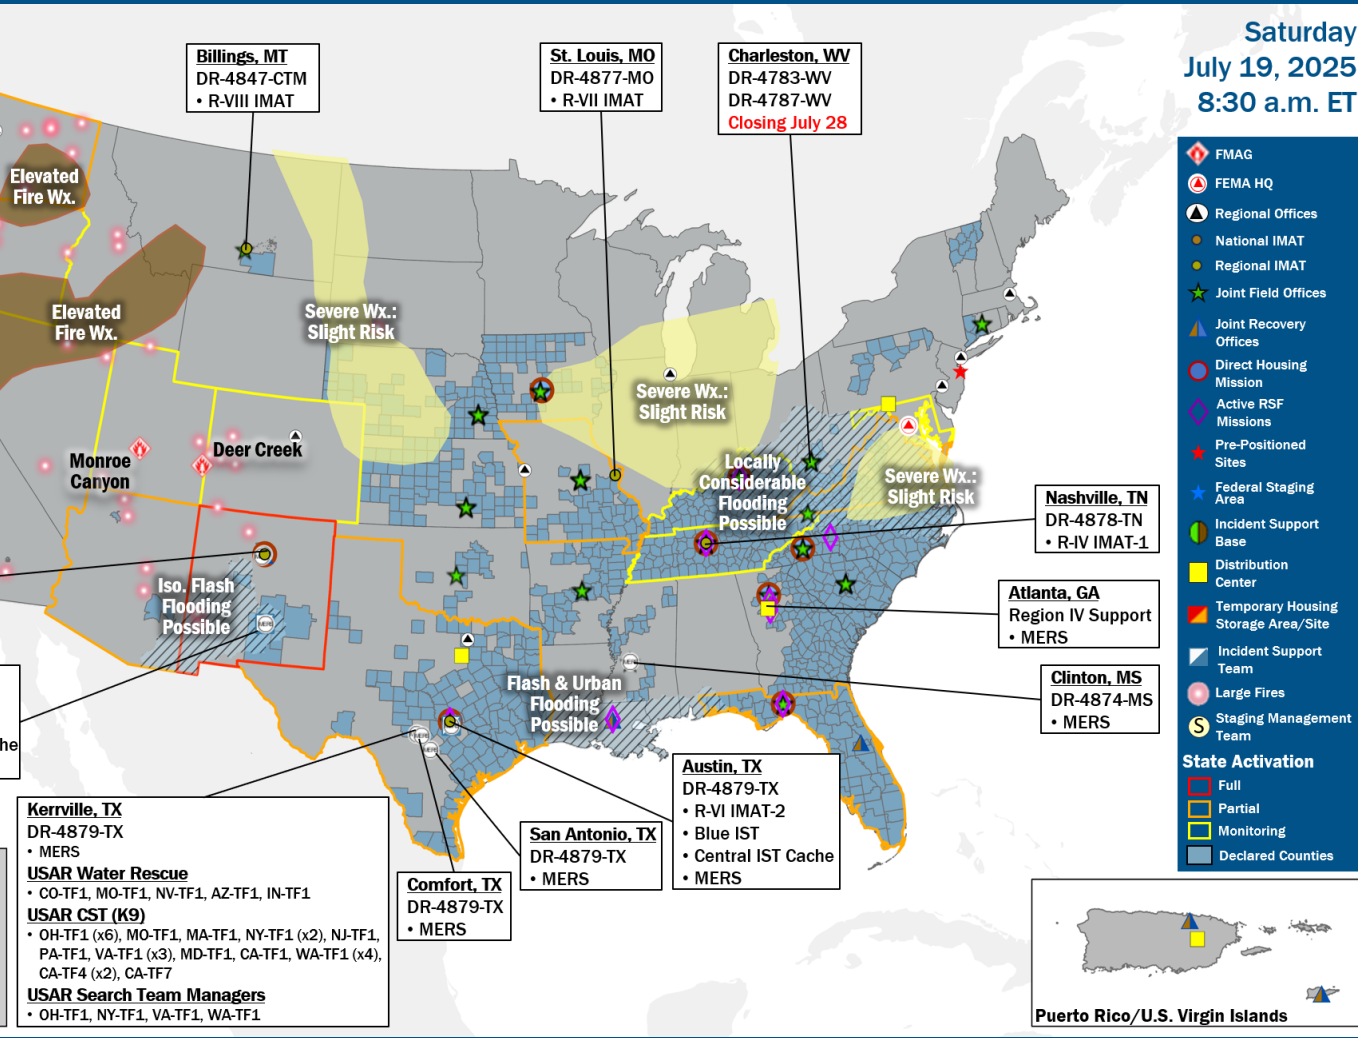 Saturday
July 19, 2025
8:30 a.m. ET
Billings, MT
DR-4847-CTM
• R-VIII IMAT
St. Louis, MO
DR-4877-MO
• R-VII IMAT
Charleston, WV
DR-4783-WV
DR-4787-WV
Closing July 28
Elevated
Fire Wx.
Elevated
Fire Wx.
Severe Wx.:
Slight Risk
Severe Wx.:
Slight Risk
Severe Wx.:
Slight Risk
Monroe
Canyon
Deer Creek
Locally
Considerable
Flooding
Possible
Iso. Flash
Flooding
Possible
Flash & Urban
Flooding
Possible
MERS
MERS
MERS
MERS
Nashville, TN
DR-4878-TN
• R-IV IMAT-1
Atlanta, GA
Region IV Support
• MERS
Clinton, MS
DR-4874-MS
• MERS
he
Kerrville, TX
DR-4879-TX
• MERS
USAR Water Rescue
• CO-TF1, MO-TF1, NV-TF1, AZ-TF1, IN-TF1
USAR CST (K9)
• OH-TF1 (x6), MO-TF1, MA-TF1, NY-TF1 (x2), NJ-TF1,
PA-TF1, VA-TF1 (x3), MD-TF1, CA-TF1, WA-TF1 (x4),
CA-TF4 (x2), CA-TF7
USAR Search Team Managers
• OH-TF1, NY-TF1, VA-TF1, WA-TF1
Comfort, TX
DR-4879-TX
• MERS
San Antonio, TX
DR-4879-TX
• MERS
Austin, TX
DR-4879-TX
• R-VI IMAT-2
• Blue IST
• Central IST Cache
• MERS
FMAG
FEMA HQ
Regional Offices
National IMAT
Regional IMAT
Joint Field Offices
Joint Recovery
Offices
Direct Housing
Mission
Active RSF
Missions
Pre-Positioned
Sites
Federal Staging
Area
Incident Support
Base
Distribution
Center
Temporary Housing
Storage Area/Site
Incident Support
Team
Large Fires
S
Staging Management
Team
State Activation
Full
Partial
Monitoring
Declared Counties
Puerto Rico/U.S. Virgin Islands